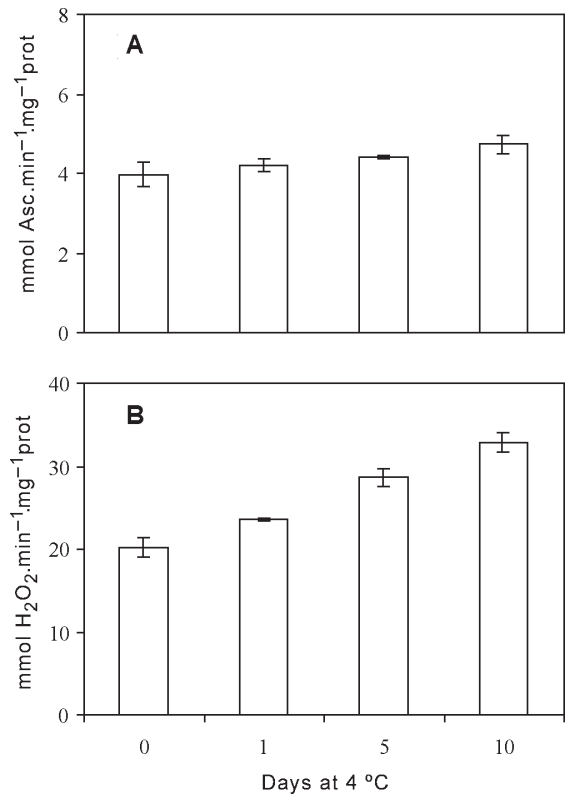 8
A
6
4
2
0
mmol Asc.min⁻¹.mg⁻¹prot
40
B
30
20
10
0
mmol H₂O₂.min⁻¹.mg⁻¹prot
0 1 5 10
Days at 4 ºC